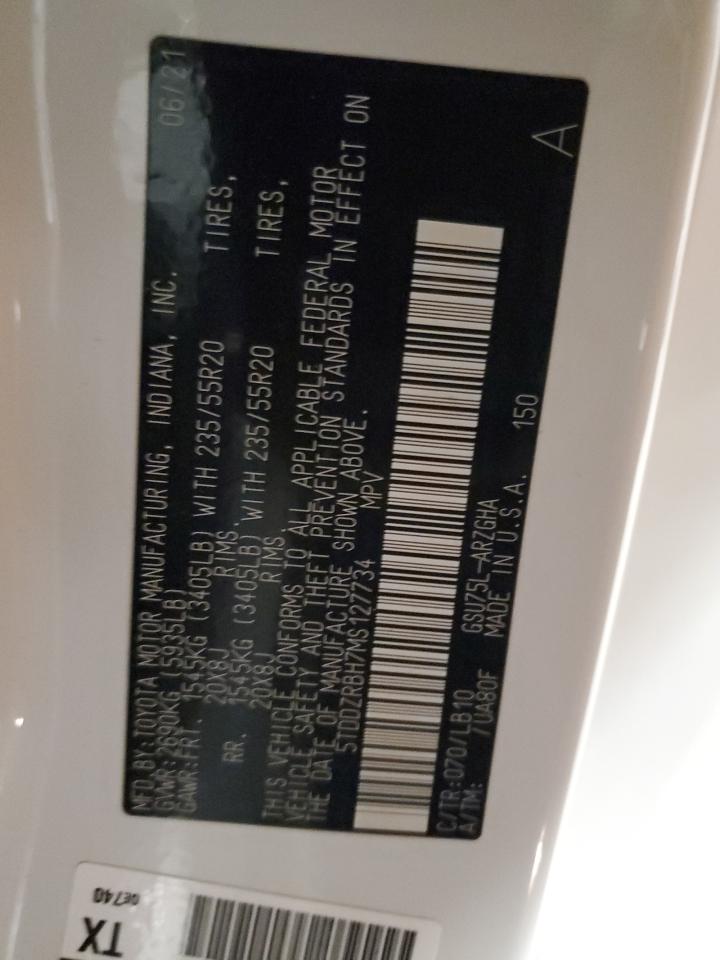 MFD BY:TOYOTA MOTOR MANUFACTURING, INDIANA, INC. 06/21
GVWR:2690KG (5935LB)
GAWR:FRT. 1545KG (3405LB) WITH 235/55R20 TIRES,
20X8J RIMS.
RR. 1545KG (3405LB) WITH 235/55R20 TIRES,
20X8J RIMS.
THIS VEHICLE CONFORMS TO ALL APPLICABLE FEDERAL MOTOR
VEHICLE SAFETY AND THEFT PREVENTION STANDARDS IN EFFECT ON
THE DATE OF MANUFACTURE SHOWN ABOVE.
5TDDZRBH7MS127734 MPV
C/TR:070/LB10 GSU75L-ARZGHA
A/TM: /UA80F MADE IN U.S.A. 150 A
0E740
TX